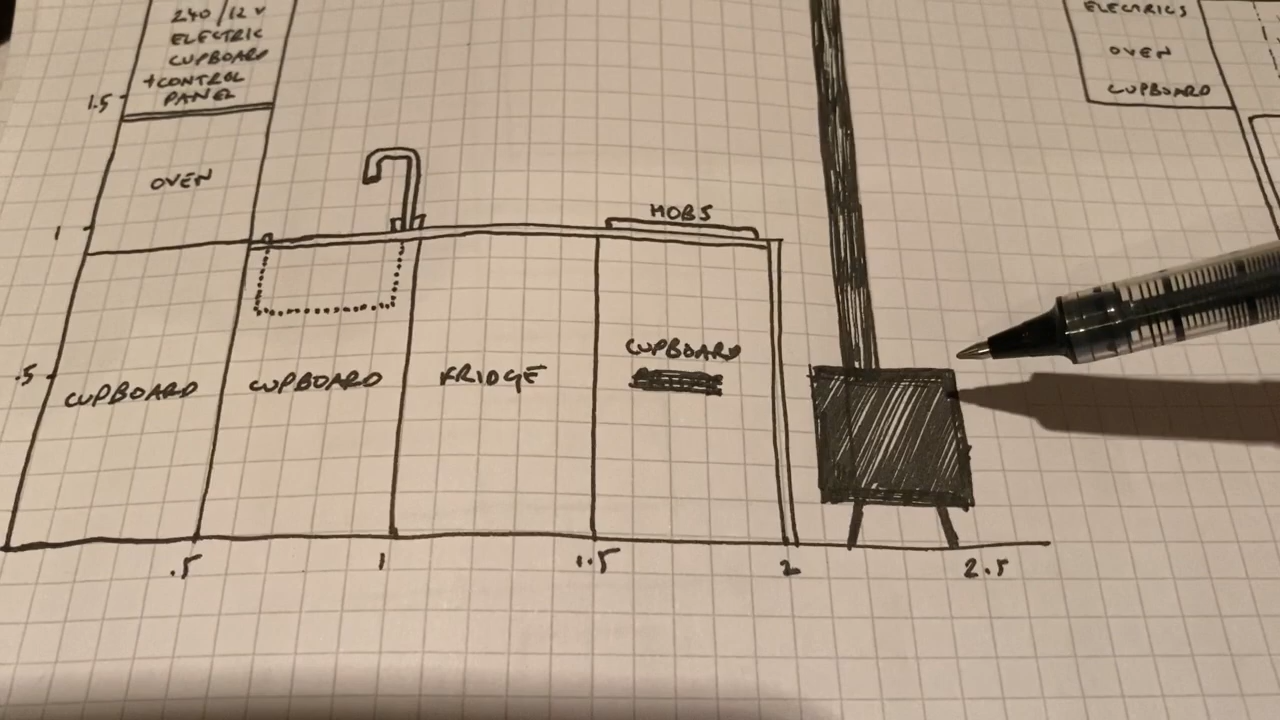 240/12V
ELECTRIC
CUPBOARD
+CONTROL
PANEL
ELECTRICS
OVEN
CUPBOARD
1.5
OVEN
1
HOBS
.5
CUPBOARD
CUPBOARD
FRIDGE
CUPBOARD
.5
1
1.5
2
2.5